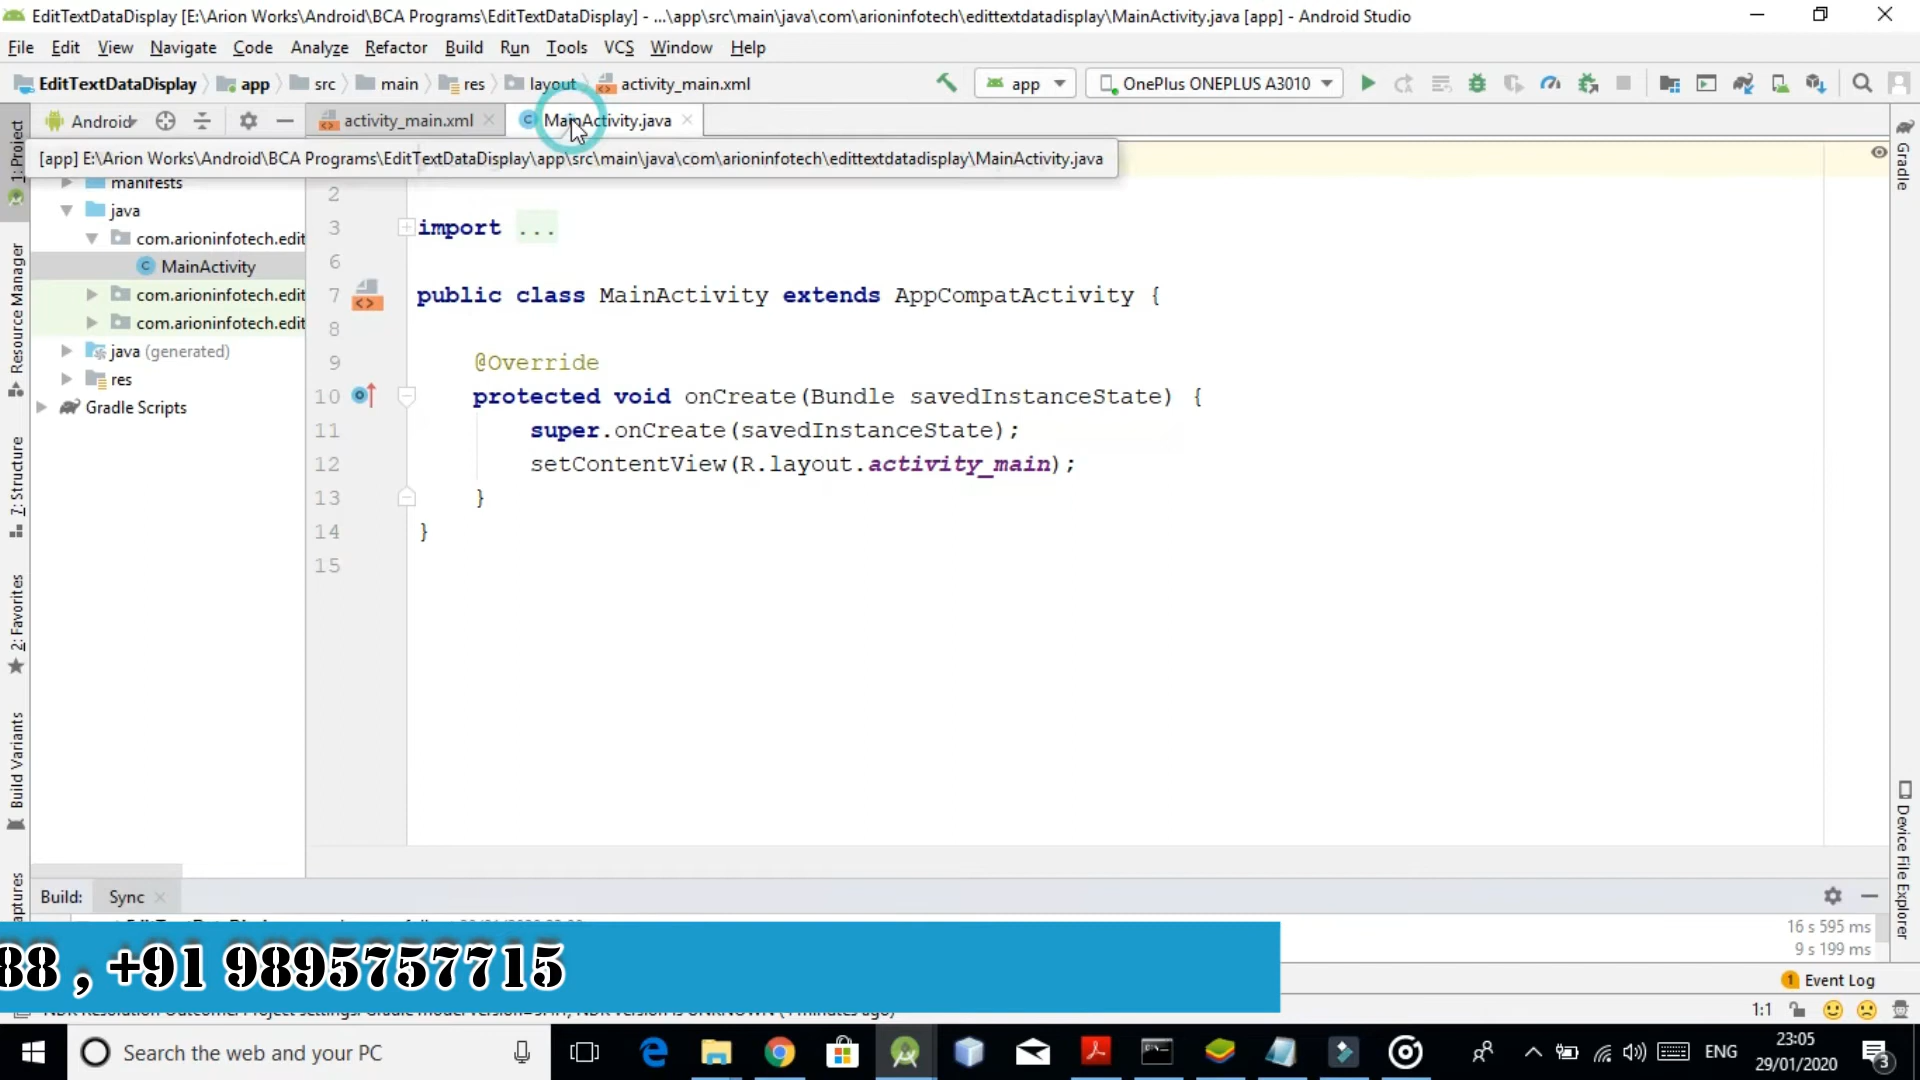 EditTextDataDisplay [E:\Arion Works\Android\BCA Programs\EditTextDataDisplay] - ...\app\src\main\java\com\arioninfotech\edittextdatadisplay\MainActivity.java [app] - Android Studio
File Edit View Navigate Code Analyze Refactor Build Run Tools VCS Window Help
EditTextDataDisplay app src main res layout activity_main.xml app OnePlus ONEPLUS A3010
Android activity_main.xml MainActivity.java
[app] E:\Arion Works\Android\BCA Programs\EditTextDataDisplay\app\src\main\java\com\arioninfotech\edittextdatadisplay\MainActivity.java
manifests
java
com.arioninfotech.edit
MainActivity
com.arioninfotech.edit
com.arioninfotech.edit
java (generated)
res
Gradle Scripts
1: Project
Resource Manager
7: Structure
2: Favorites
Build Variants
aptures
2
3 import ...
6
7 public class MainActivity extends AppCompatActivity {
8
9 @Override
10 protected void onCreate(Bundle savedInstanceState) {
11 super.onCreate(savedInstanceState);
12 setContentView(R.layout.activity_main);
13 }
14 }
15
Gradle
Device File Explorer
Build: Sync
16 s 595 ms
9 s 199 ms
88 , +91 9895757715
1 Event Log
1:1
Search the web and your PC
ENG
23:05
29/01/2020
3